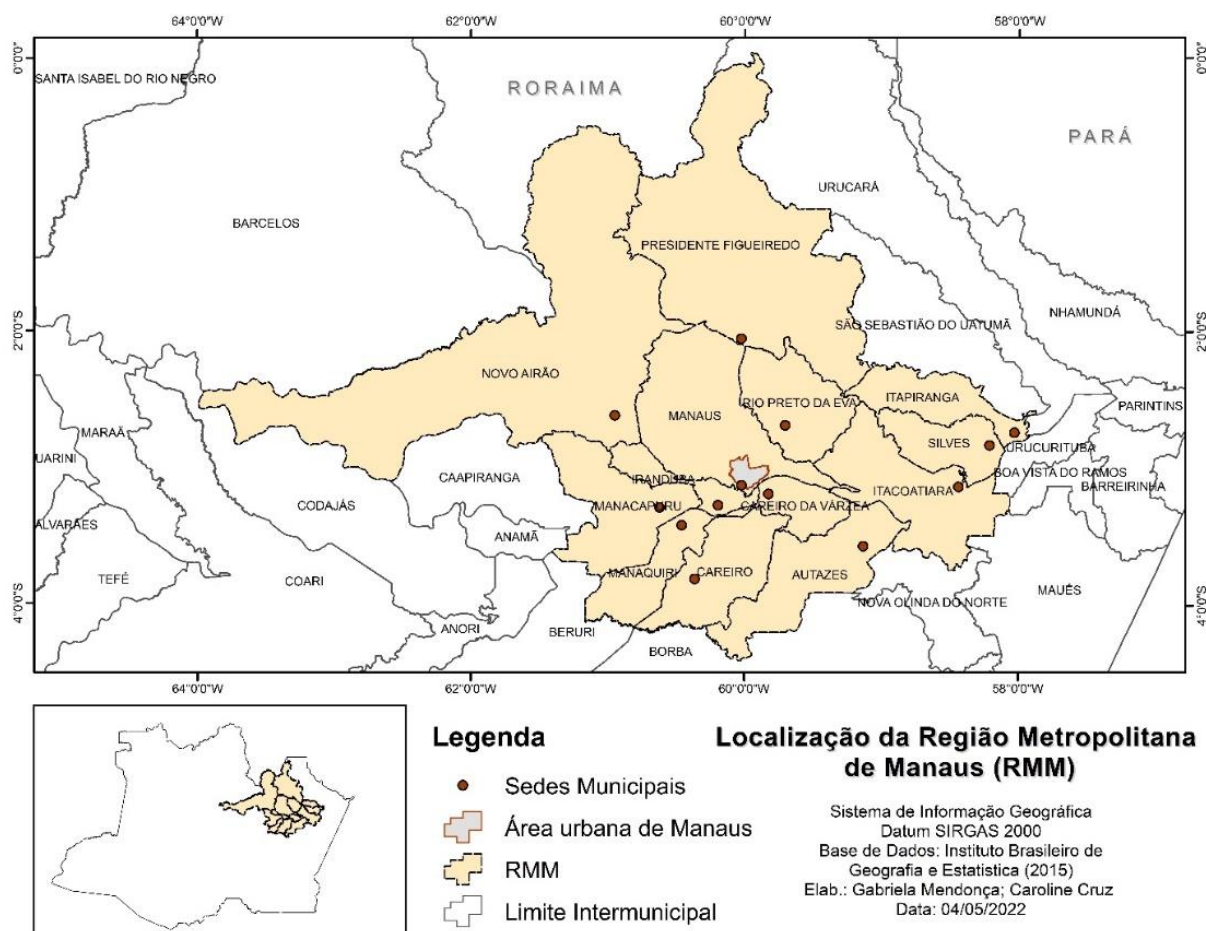 64°0'0"W 62°0'0"W 60°0'0"W 58°0'0"W
0°0'0" 0°0'0"
SANTA ISABEL DO RIO NEGRO
RORAIMA
PARÁ
URUCARÁ
BARCELOS
PRESIDENTE FIGUEIREDO
NHAMUNDÁ
SÃO SEBASTIÃO DO UATUMÃ
2°0'0"S 2°0'0"S
NOVO AIRÃO
ITAPIRANGA
RIO PRETO DA EVA
PARINTINS
MANAUS
MARAÃ
SILVES
URUCURITUBA
UARINI
BOA VISTA DO RAMOS
CAAPIRANGA
IRANDUBA
BARREIRINHA
ITACOATIARA
CODAJÁS
MANACAPURU
CAREIRO DA VÁRZEA
ALVARÃES
ANAMÃ
TEFÉ
COARI
MANAQUIRI
CAREIRO
AUTAZES
MAUÉS
NOVA OLINDA DO NORTE
4°0'0"S 4°0'0"S
ANORI
BERURI
BORBA
64°0'0"W 62°0'0"W 60°0'0"W 58°0'0"W
Legenda
Sedes Municipais
Área urbana de Manaus
RMM
Limite Intermunicipal
Localização da Região Metropolitana
de Manaus (RMM)
Sistema de Informação Geográfica
Datum SIRGAS 2000
Base de Dados: Instituto Brasileiro de
Geografia e Estatistica (2015)
Elab.: Gabriela Mendonça; Caroline Cruz
Data: 04/05/2022